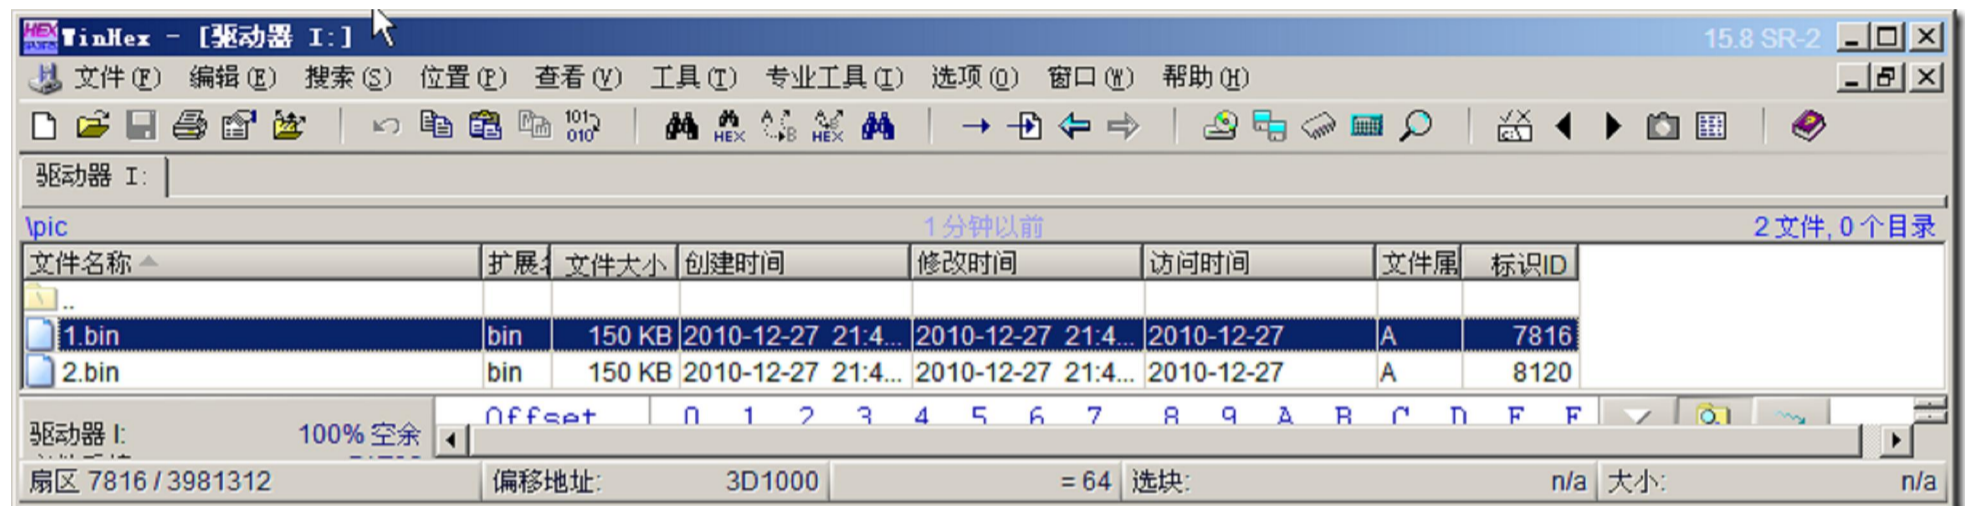 WinHex - [驱动器 I:] 15.8 SR-2
文件(F) 编辑(E) 搜索(S) 位置(P) 查看(V) 工具(T) 专业工具(I) 选项(O) 窗口(W) 帮助(H)
驱动器 I:
\pic 1分钟以前 2 文件, 0 个目录
文件名称 扩展名 文件大小 创建时间 修改时间 访问时间 文件属 标识ID
..
1.bin bin 150 KB 2010-12-27 21:4... 2010-12-27 21:4... 2010-12-27 A 7816
2.bin bin 150 KB 2010-12-27 21:4... 2010-12-27 21:4... 2010-12-27 A 8120
Offset 0 1 2 3 4 5 6 7 8 9 A B C D E F
驱动器 I: 100% 空余
扇区 7816 / 3981312 偏移地址: 3D1000 = 64 选块: n/a 大小: n/a